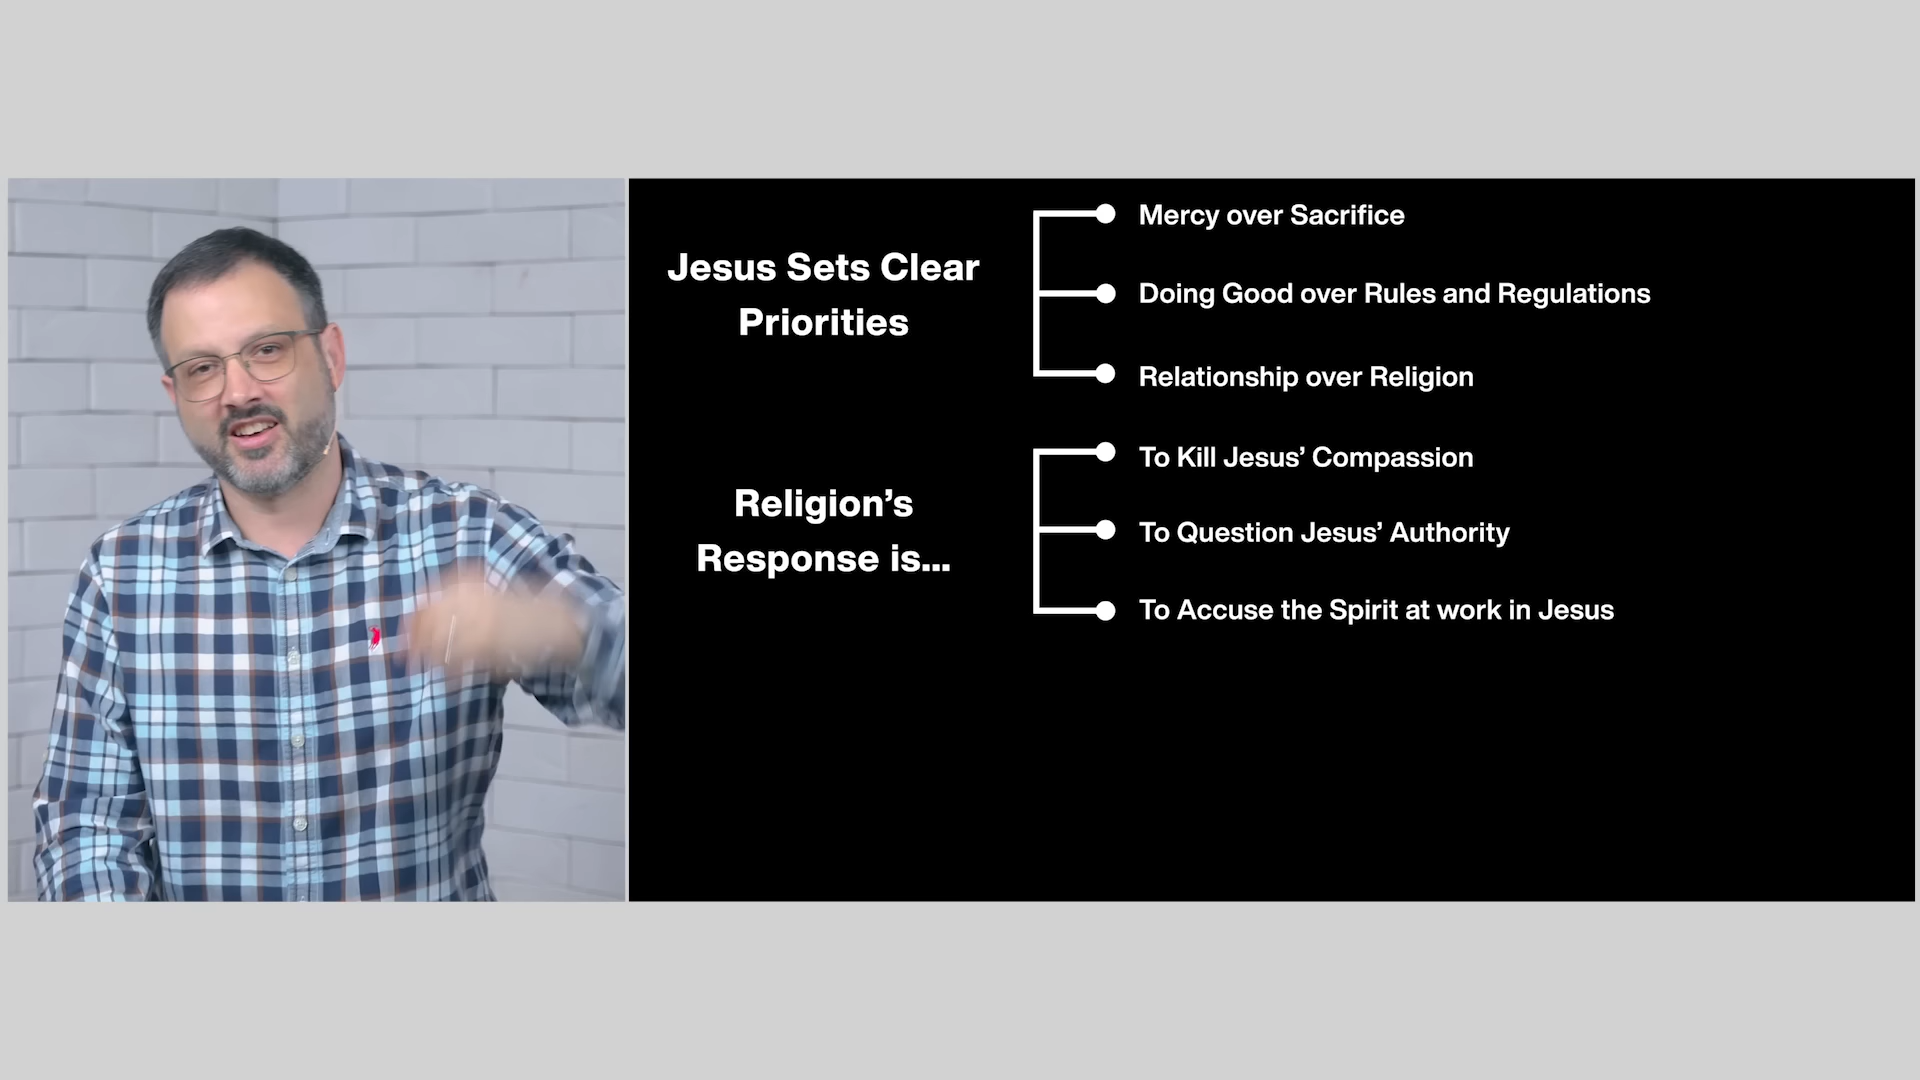 Jesus Sets Clear
Priorities
Mercy over Sacrifice
Doing Good over Rules and Regulations
Relationship over Religion
Religion’s
Response is...
To Kill Jesus’ Compassion
To Question Jesus’ Authority
To Accuse the Spirit at work in Jesus